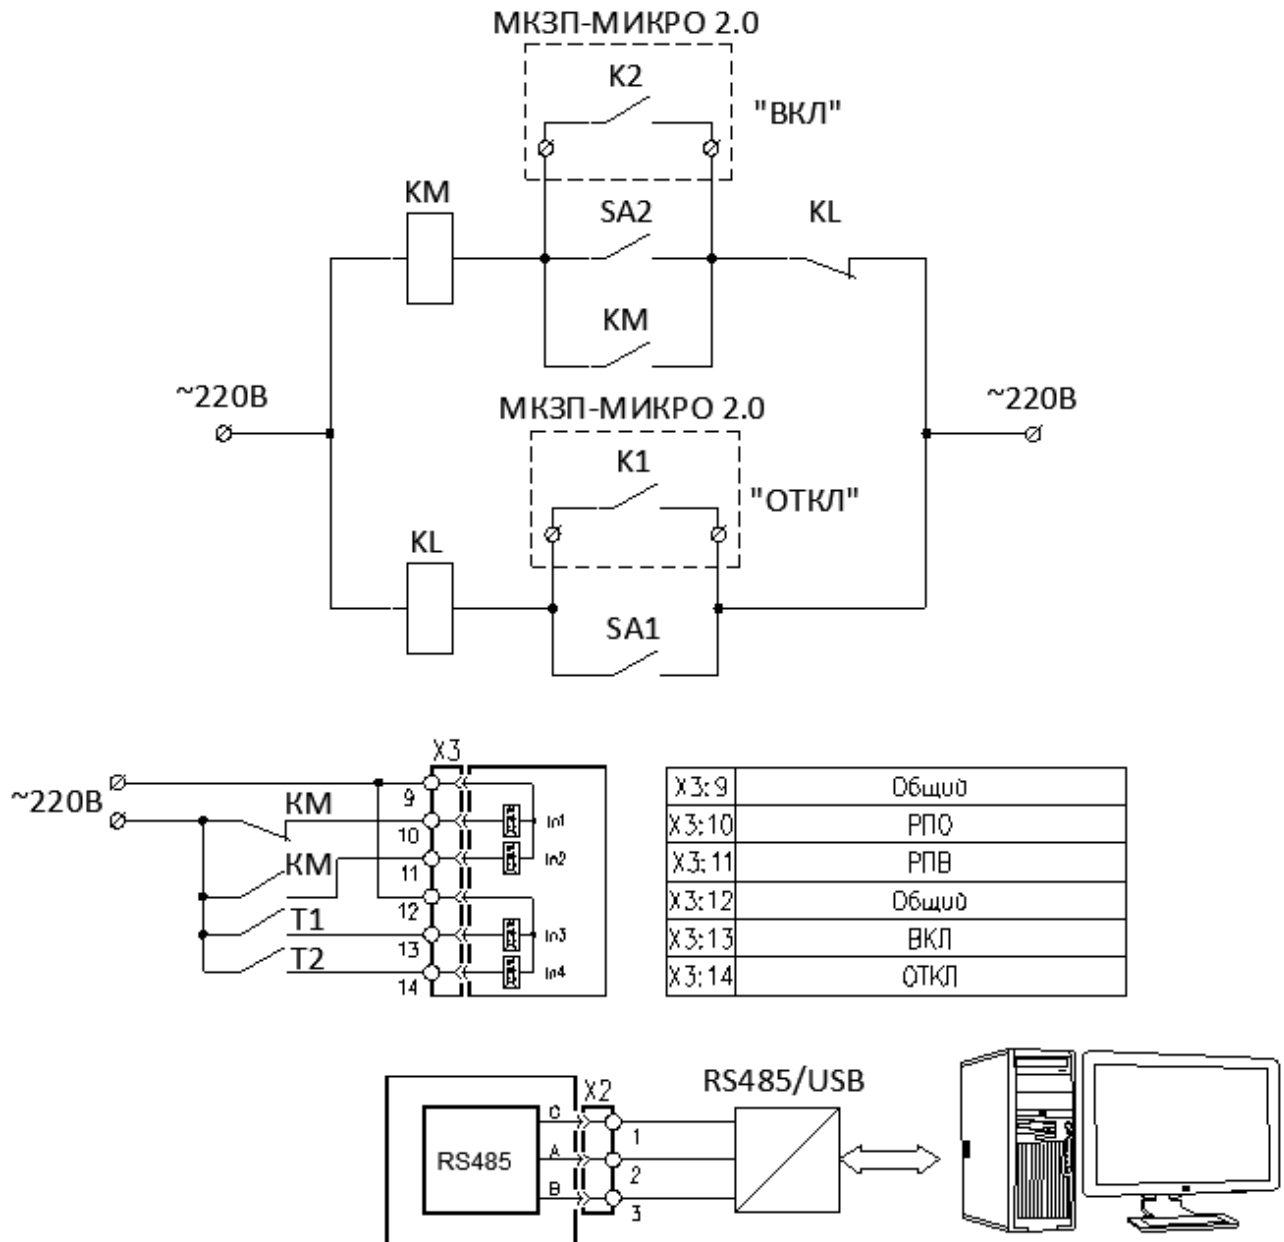 МКЗП-МИКРО 2.0
K2
"ВКЛ"
KM
SA2
KL
KM
~220В
~220В
МКЗП-МИКРО 2.0
K1
"ОТКЛ"
KL
SA1
X3
~220В
9
KM
10
In1
KM
11
In2
12
T1
13
In3
T2
14
In4
X3:9 Общий
X3:10 РПО
X3:11 РПВ
X3:12 Общий
X3:13 ВКЛ
X3:14 ОТКЛ
RS485/USB
X2
C
1
RS485
A
2
B
3